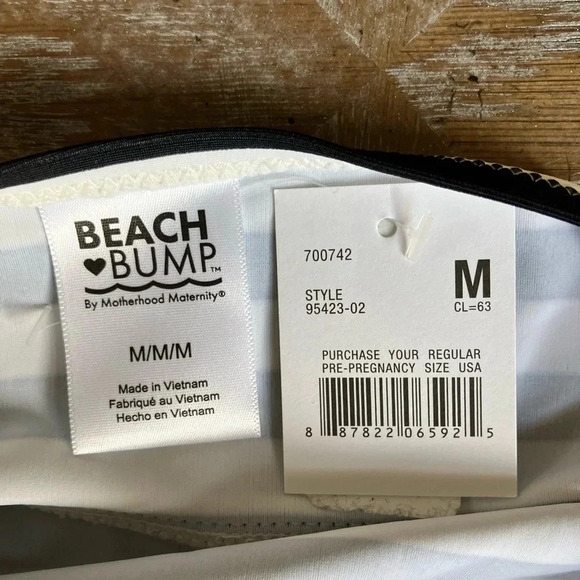 BEACH
♥BUMP™
By Motherhood Maternity®
M/M/M
Made in Vietnam
Fabriqué au Vietnam
Hecho en Vietnam
700742
M
STYLE
95423-02
CL=63
PURCHASE YOUR REGULAR
PRE-PREGNANCY SIZE USA
8 87822 06592 5